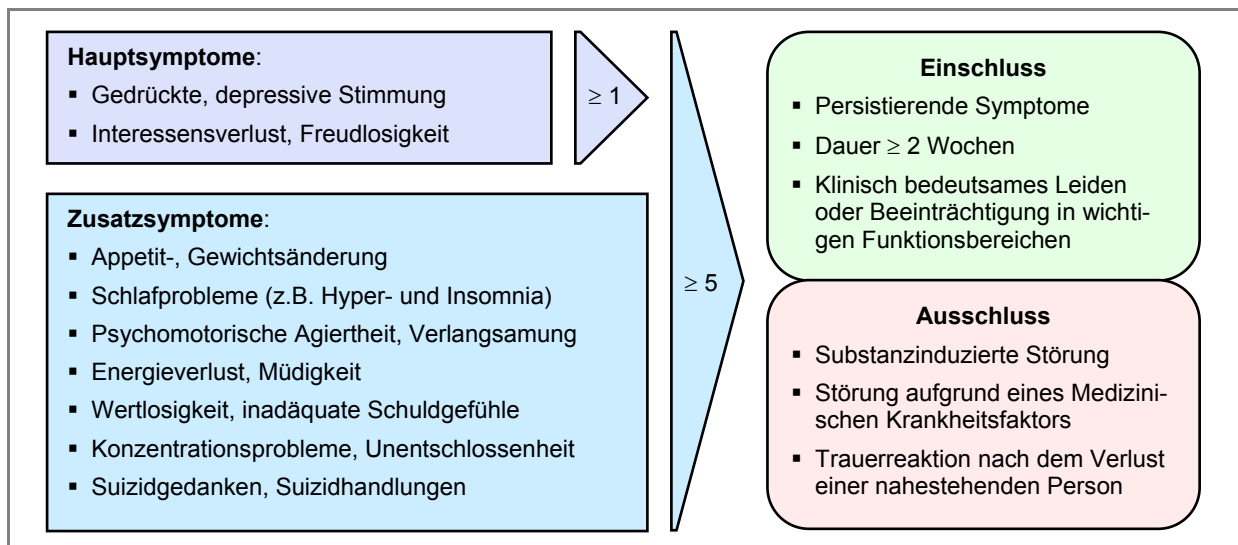 Hauptsymptome:
▪ Gedrückte, depressive Stimmung
▪ Interessensverlust, Freudlosigkeit
≥ 1
Zusatzsymptome:
▪ Appetit-, Gewichtsänderung
▪ Schlafprobleme (z.B. Hyper- und Insomnia)
▪ Psychomotorische Agiertheit, Verlangsamung
▪ Energieverlust, Müdigkeit
▪ Wertlosigkeit, inadäquate Schuldgefühle
▪ Konzentrationsprobleme, Unentschlossenheit
▪ Suizidgedanken, Suizidhandlungen
≥ 5
Einschluss
▪ Persistierende Symptome
▪ Dauer ≥ 2 Wochen
▪ Klinisch bedeutsames Leiden
oder Beeinträchtigung in wichti-
gen Funktionsbereichen
Ausschluss
▪ Substanzinduzierte Störung
▪ Störung aufgrund eines Medizini-
schen Krankheitsfaktors
▪ Trauerreaktion nach dem Verlust
einer nahestehenden Person